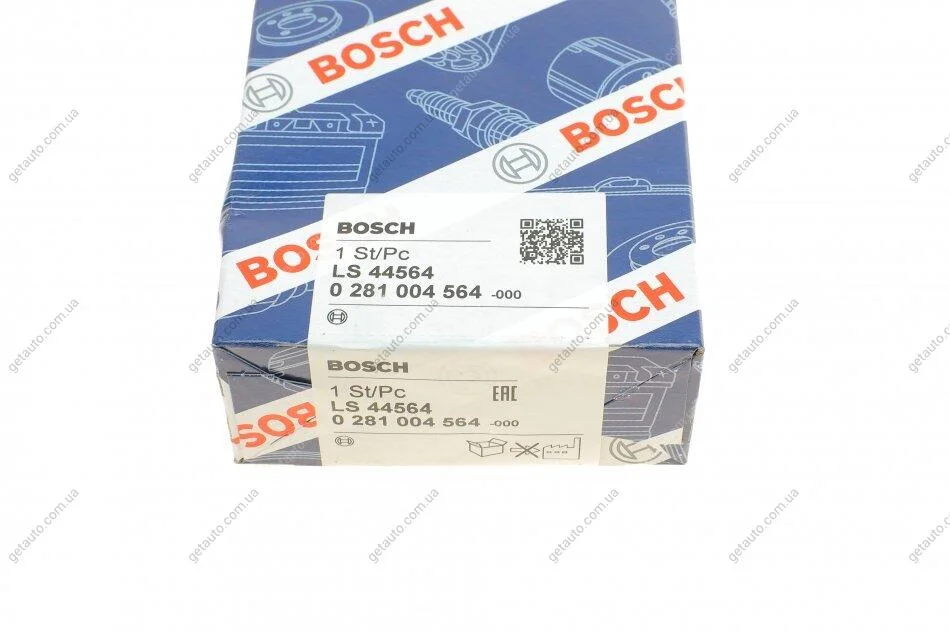 BOSCH
BOSCH
BOSCH
BOSCH
1 St/Pc
LS 44564
0 281 004 564 -000
BOSCH
1 St/Pc
EAC
LS 44564
0 281 004 564 -000
getauto.com.ua